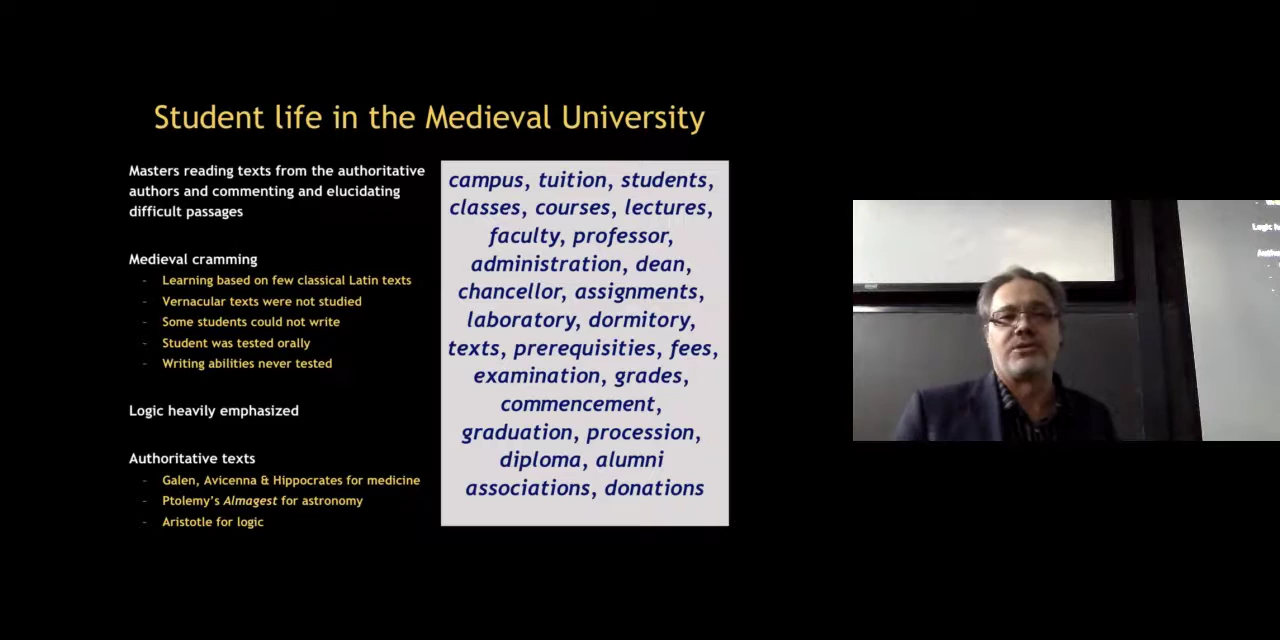 Student life in the Medieval University
Masters reading texts from the authoritative
authors and commenting and elucidating
difficult passages
Medieval cramming
- Learning based on few classical Latin texts
- Vernacular texts were not studied
- Some students could not write
- Student was tested orally
- Writing abilities never tested
Logic heavily emphasized
Authoritative texts
- Galen, Avicenna & Hippocrates for medicine
- Ptolemy's Almagest for astronomy
- Aristotle for logic
campus, tuition, students,
classes, courses, lectures,
faculty, professor,
administration, dean,
chancellor, assignments,
laboratory, dormitory,
texts, prerequisities, fees,
examination, grades,
commencement,
graduation, procession,
diploma, alumni
associations, donations
Logic h